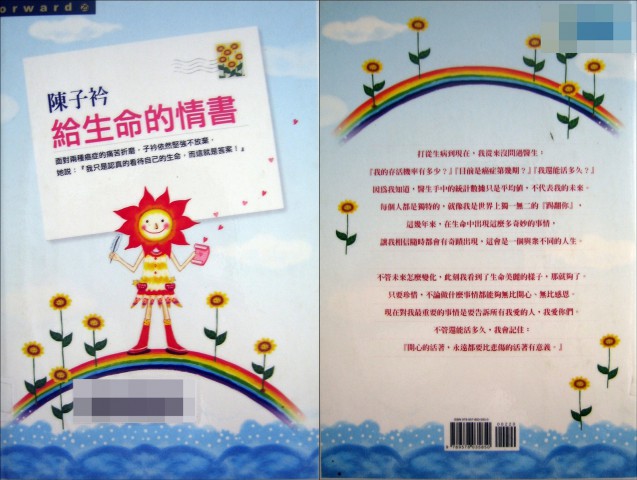 orward
陳子衿
給生命的情書
面對兩種癌症的痛苦折磨，子衿依然堅強不放棄。
她說：『我只是認真的看待自己的生命，而這就是答案！』
打從生病到現在，我從來沒問過醫生：
『我的存活機率有多少？』『目前是癌症第幾期？』『我還能活多久？』
因為我知道，醫生手中的統計數據只是平均值，不代表我的未來。
每個人都是獨特的，就像我是世界上獨一無二的『踢翻你』，
這幾年來，在生命中出現這麼多奇妙的事情，
讓我相信隨時都會有奇蹟出現，這會是一個與眾不同的人生。
不管未來怎麼變化，此刻我看到了生命美麗的樣子，那就夠了。
只要珍惜，不論做什麼事情都能夠無比開心、無比感恩。
現在對我最重要的事情是要告訴所有我愛的人，我愛你們。
不管還能活多久，我會記住：
『開心的活著，永遠都要比悲傷的活著有意義。』